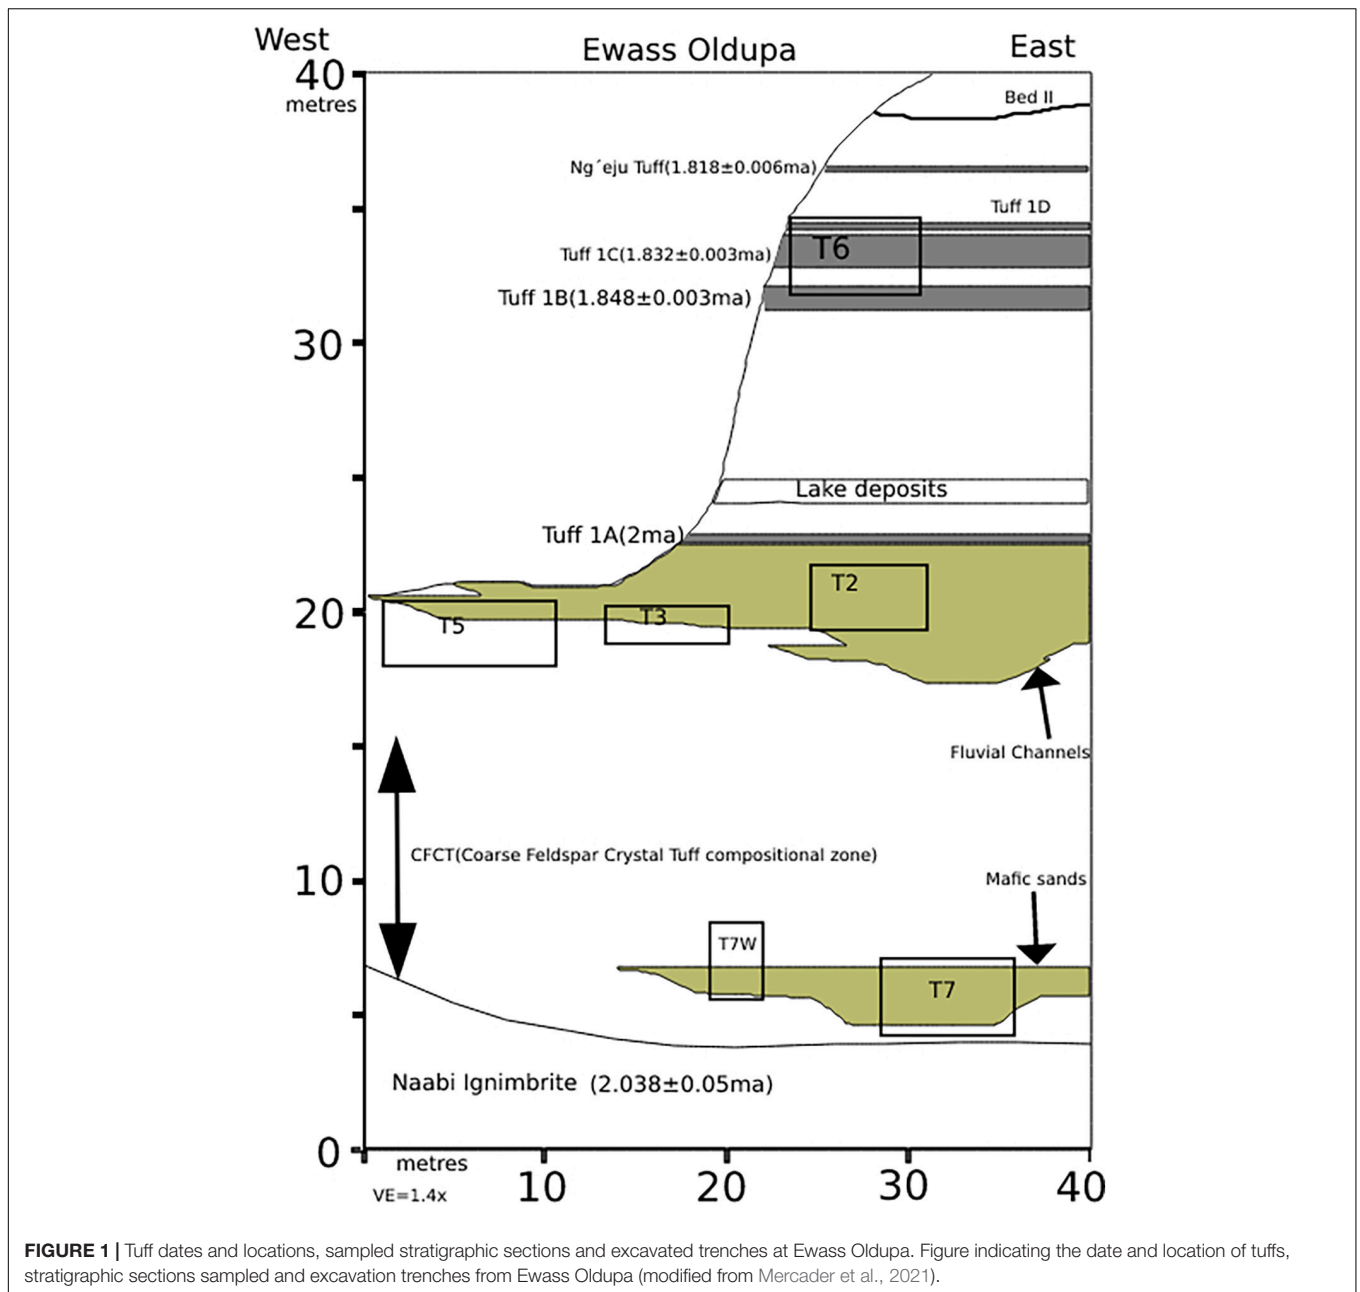 West
Ewass Oldupa
East
40
metres
Bed II
Ng´eju Tuff(1.818±0.006ma)
Tuff 1D
T6
Tuff 1C(1.832±0.003ma)
Tuff 1B(1.848±0.003ma)
30
Lake deposits
Tuff 1A(2ma)
T2
20
T5
T3
Fluvial Channels
CFCT(Coarse Feldspar Crystal Tuff compositional zone)
10
Mafic sands
T7W
T7
Naabi Ignimbrite (2.038±0.05ma)
0
metres
VE=1.4x
10
20
30
40
FIGURE 1 | Tuff dates and locations, sampled stratigraphic sections and excavated trenches at Ewass Oldupa. Figure indicating the date and location of tuffs,
stratigraphic sections sampled and excavation trenches from Ewass Oldupa (modified from Mercader et al., 2021).